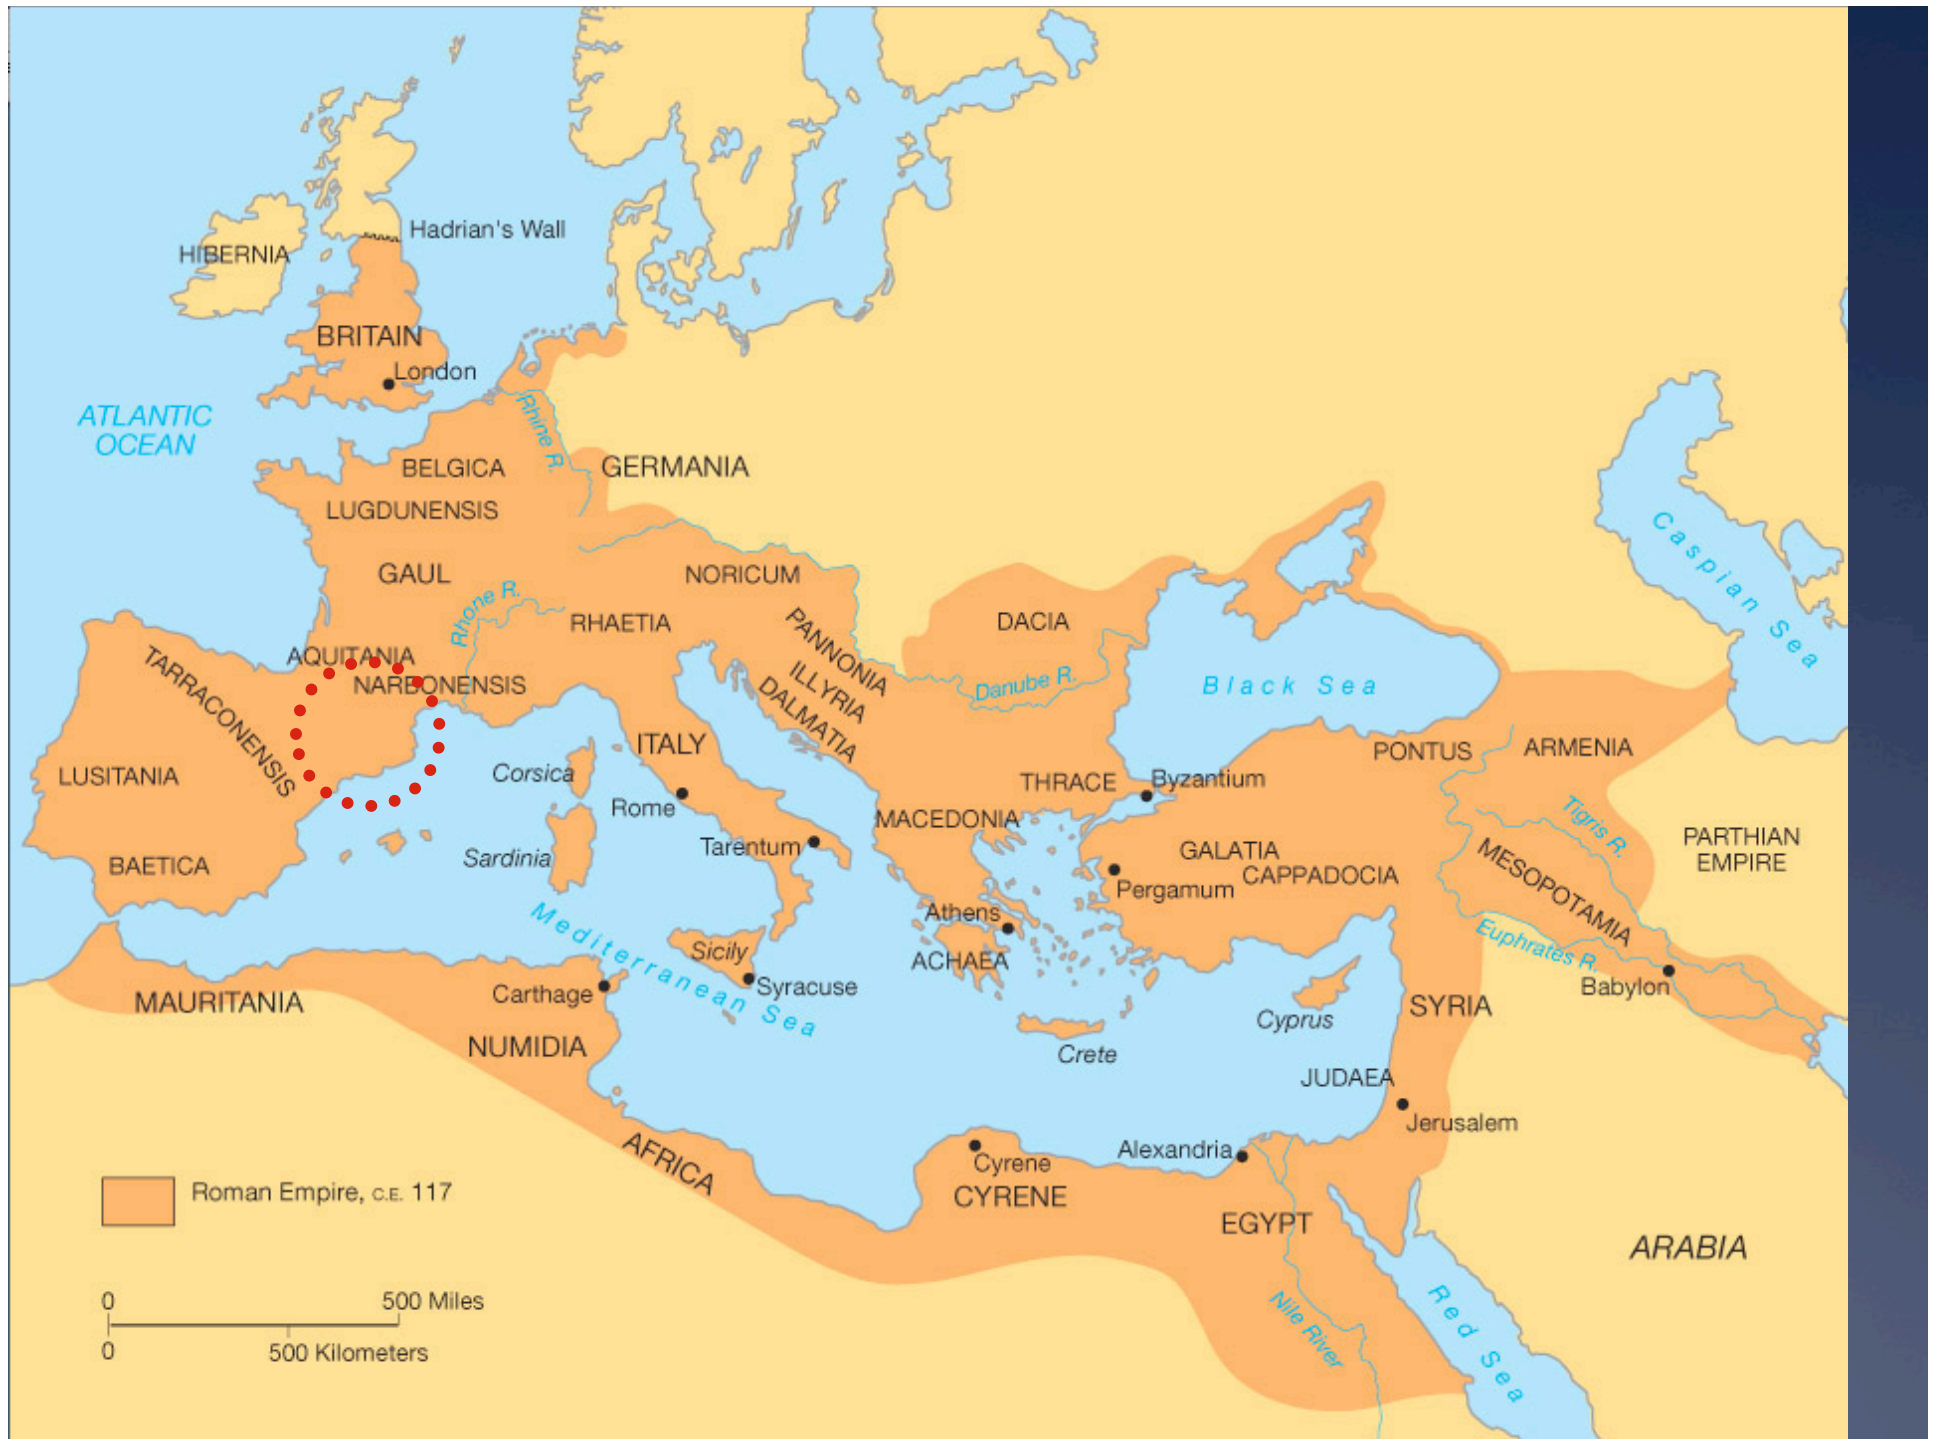 Hadrian's Wall
HIBERNIA
BRITAIN
London
ATLANTIC
OCEAN
Rhine R.
BELGICA
GERMANIA
LUGDUNENSIS
GAUL
NORICUM
Rhone R.
RHAETIA
DACIA
PANNONIA
ILLYRIA
DALMATIA
AQUITANIA
NARBONENSIS
TARRACONENSIS
Danube R.
Black Sea
Caspian Sea
ITALY
PONTUS
ARMENIA
LUSITANIA
Corsica
Rome
THRACE
Byzantium
MACEDONIA
Tigris R.
PARTHIAN
EMPIRE
Tarentum
Sardinia
BAETICA
GALATIA
CAPPADOCIA
Pergamum
MESOPOTAMIA
Athens
Mediterranean Sea
Sicily
ACHAEA
Euphrates R.
Syracuse
Carthage
Babylon
MAURITANIA
SYRIA
Cyprus
NUMIDIA
Crete
JUDAEA
Jerusalem
AFRICA
Alexandria
Cyrene
CYRENE
EGYPT
Roman Empire, C.E. 117
ARABIA
Nile River
Red Sea
0 500 Miles
0 500 Kilometers